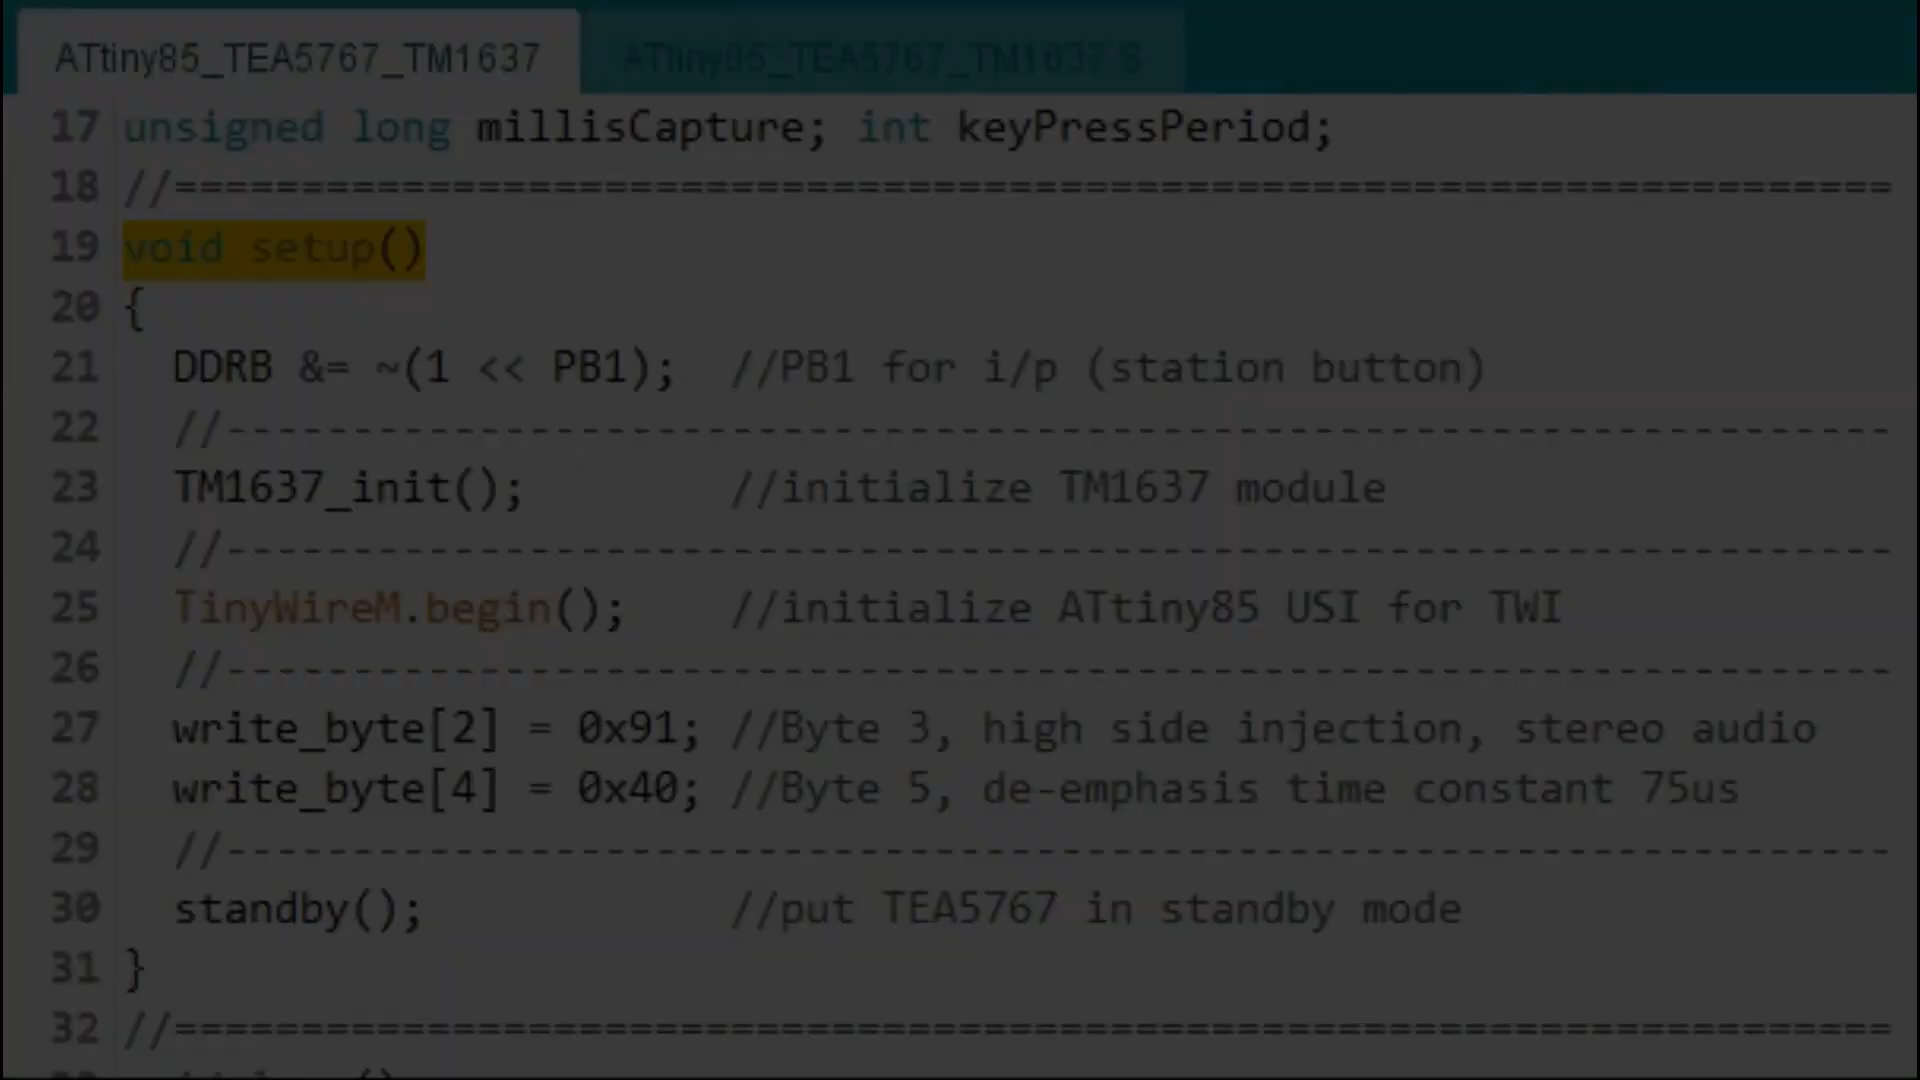 ATtiny85_TEA5767_TM1637 ATtiny85_TEA5767_TM1637.S
17 unsigned long millisCapture; int keyPressPeriod;
18 //====================================================================
19 void setup()
20 {
21 DDRB &= ~(1 << PB1); //PB1 for i/p (station button)
22 //------------------------------------------------------------------
23 TM1637_init(); //initialize TM1637 module
24 //------------------------------------------------------------------
25 TinyWireM.begin(); //initialize ATtiny85 USI for TWI
26 //------------------------------------------------------------------
27 write_byte[2] = 0x91; //Byte 3, high side injection, stereo audio
28 write_byte[4] = 0x40; //Byte 5, de-emphasis time constant 75us
29 //------------------------------------------------------------------
30 standby(); //put TEA5767 in standby mode
31 }
32 //====================================================================